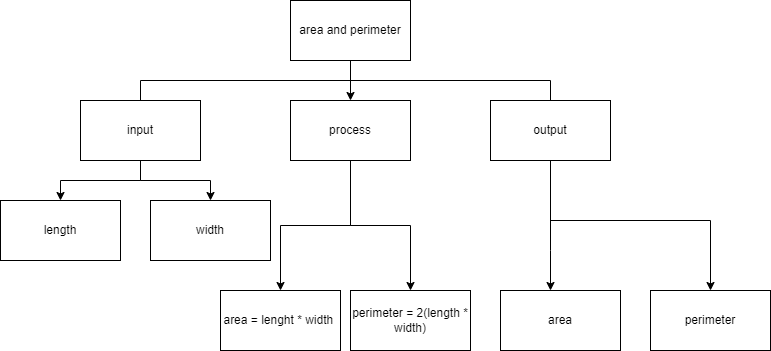 area and perimeter
input
process
output
length
width
area = lenght * width
perimeter = 2(length *
width)
area
perimeter